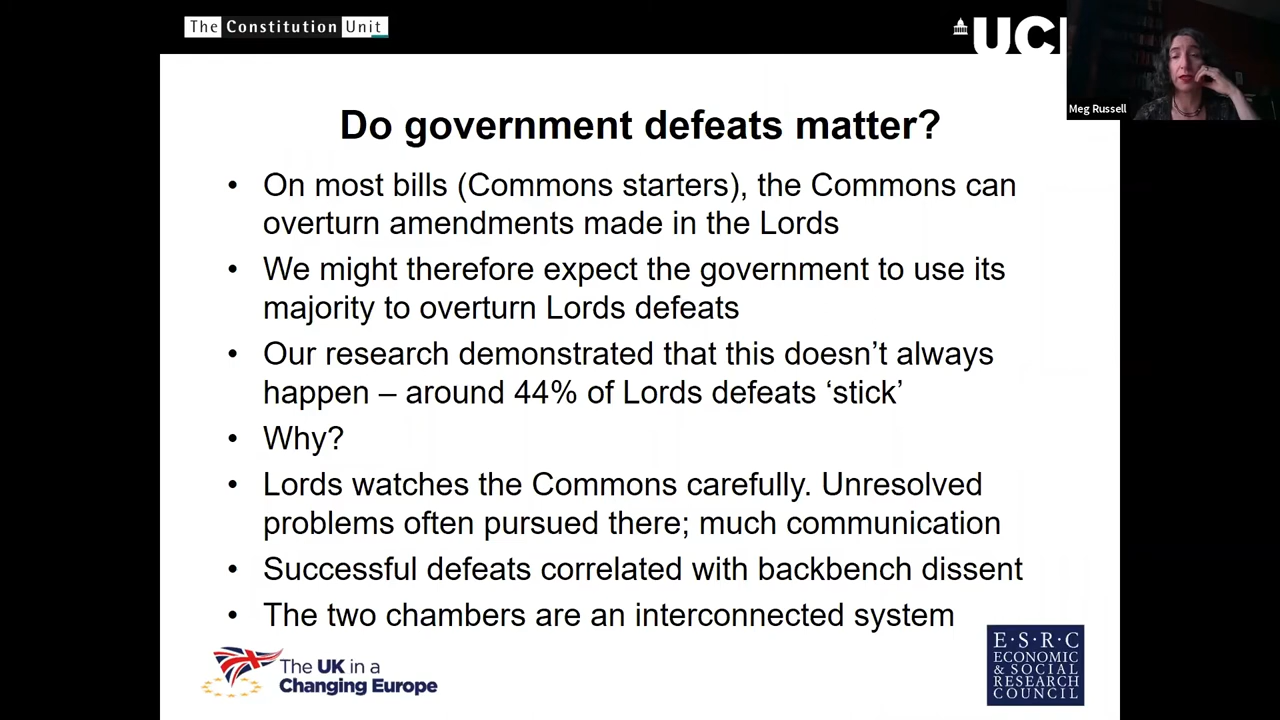 The Constitution Unit
UC
Meg Russell
Do government defeats matter?
• On most bills (Commons starters), the Commons can
overturn amendments made in the Lords
• We might therefore expect the government to use its
majority to overturn Lords defeats
• Our research demonstrated that this doesn’t always
happen – around 44% of Lords defeats ‘stick’
• Why?
• Lords watches the Commons carefully. Unresolved
problems often pursued there; much communication
• Successful defeats correlated with backbench dissent
• The two chambers are an interconnected system
The UK in a
Changing Europe
E·S·R·C
ECONOMIC
& SOCIAL
RESEARCH
COUNCIL